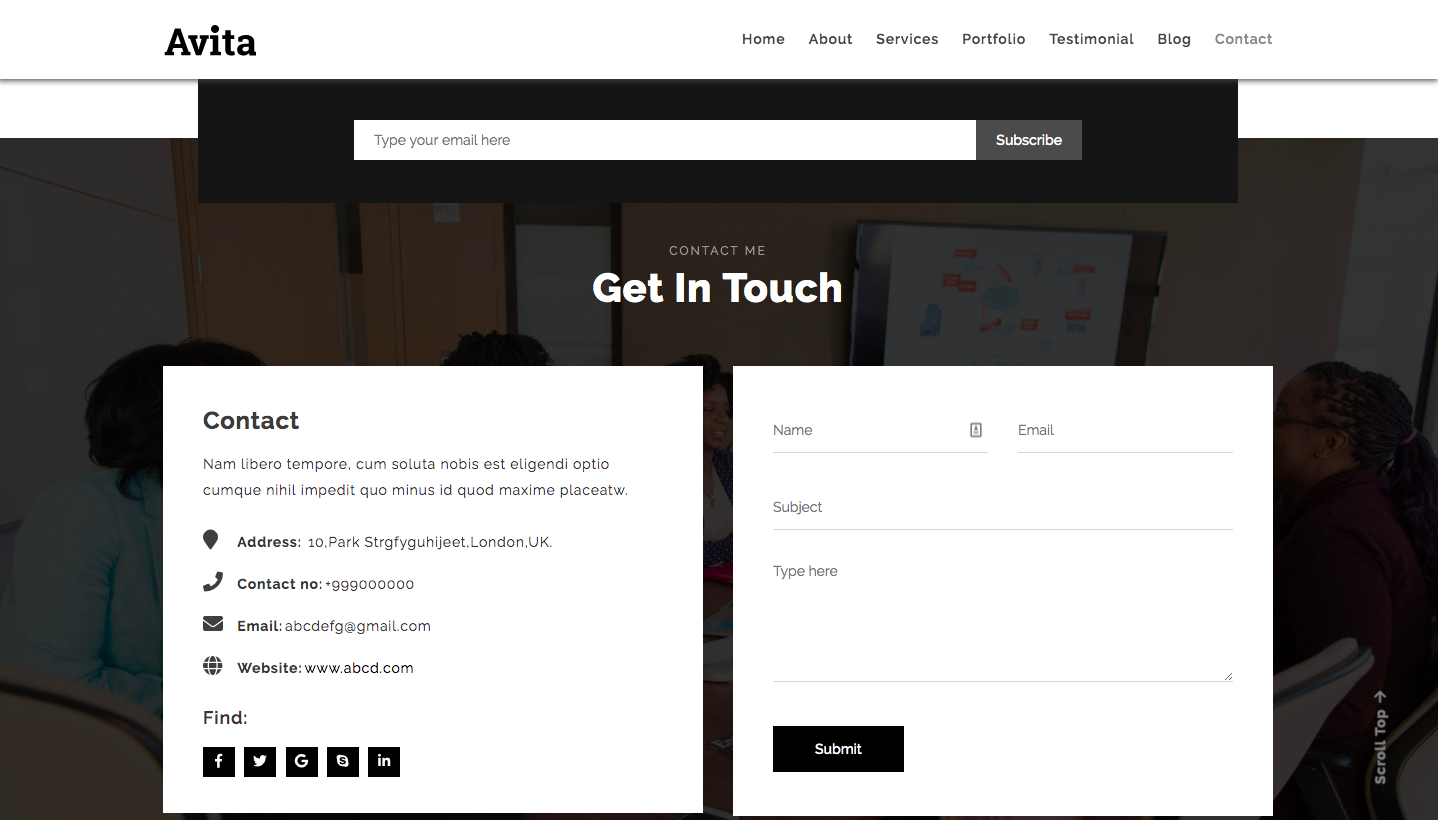 Avita
Home About Services Portfolio Testimonial Blog Contact
Type your email here Subscribe
CONTACT ME
Get In Touch
Contact
Nam libero tempore, cum soluta nobis est eligendi optio
cumque nihil impedit quo minus id quod maxime placeatw.
Address: 10,Park Strgfyguhijeet,London,UK.
Contact no: +999000000
Email: abcdefg@gmail.com
Website: www.abcd.com
Find:
Name Email
Subject
Type here
Submit
Scroll Top